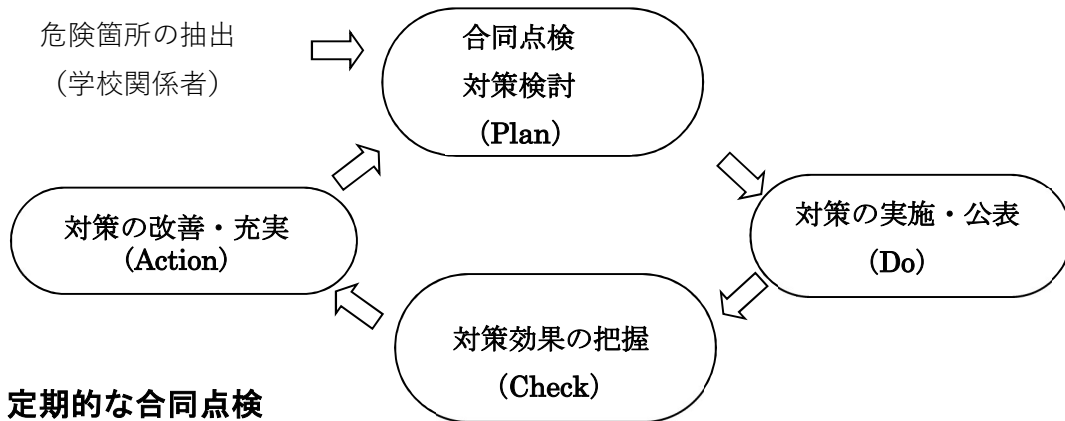 危険箇所の抽出
（学校関係者）
合同点検
対策検討
(Plan)
対策の実施・公表
(Do)
対策効果の把握
(Check)
対策の改善・充実
(Action)
定期的な合同点検